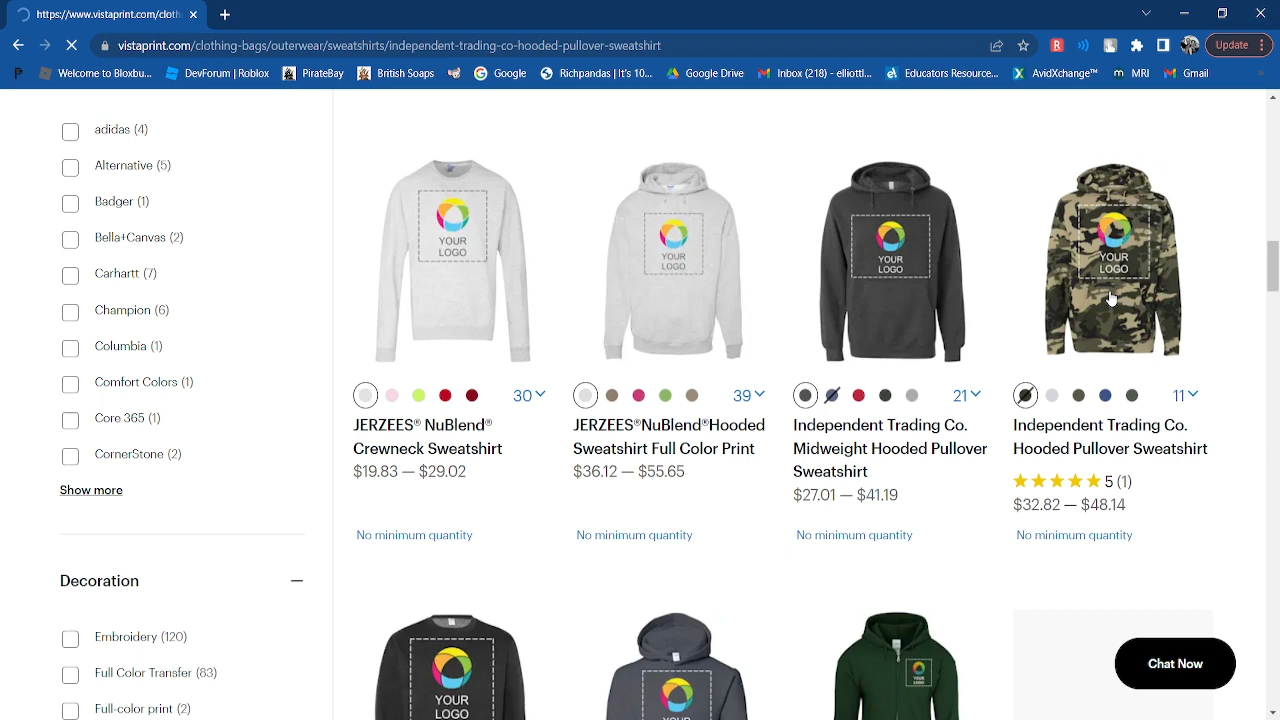 https://www.vistaprint.com/cloth
vistaprint.com/clothing-bags/outerwear/sweatshirts/independent-trading-co-hooded-pullover-sweatshirt
Update
Welcome to Bloxbu...
DevForum | Roblox
PirateBay
British Soaps
Google
Richpandas | It's 10...
Google Drive
Inbox (218) - elliottl...
Educators Resource...
AvidXchange™
MRI
Gmail
adidas (4)
Alternative (5)
Badger (1)
Bella+Canvas (2)
Carhartt (7)
Champion (6)
Columbia (1)
Comfort Colors (1)
Core 365 (1)
CornerStone (2)
Show more
Decoration
Embroidery (120)
Full Color Transfer (83)
Full-color print (2)
YOUR
LOGO
YOUR
LOGO
YOUR
LOGO
YOUR
LOGO
30
39
21
11
JERZEES® NuBlend®
Crewneck Sweatshirt
$19.83 — $29.02
No minimum quantity
JERZEES®NuBlend®Hooded
Sweatshirt Full Color Print
$36.12 — $55.65
No minimum quantity
Independent Trading Co.
Midweight Hooded Pullover
Sweatshirt
$27.01 — $41.19
No minimum quantity
Independent Trading Co.
Hooded Pullover Sweatshirt
5 (1)
$32.82 — $48.14
No minimum quantity
YOUR
LOGO
YOUR
YOUR
LOGO
Chat Now